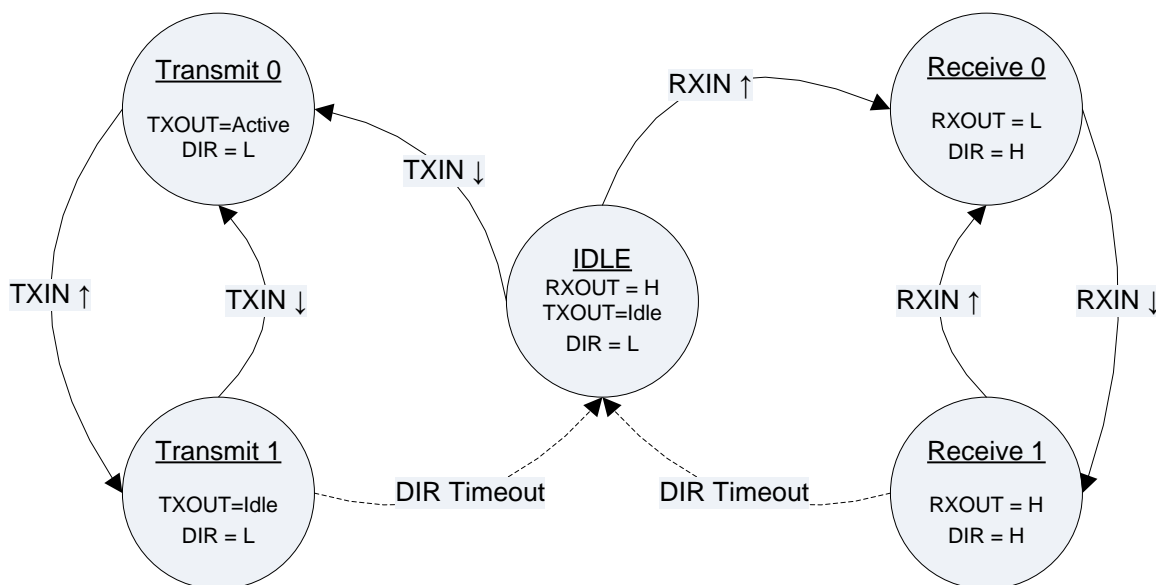 Transmit 0
TXOUT=Active
DIR = L
RXIN ↑
Receive 0
RXOUT = L
DIR = H
TXIN ↓
IDLE
RXOUT = H
TXOUT=Idle
DIR = L
TXIN ↑
TXIN ↓
RXIN ↑
RXIN ↓
Transmit 1
TXOUT=Idle
DIR = L
DIR Timeout
DIR Timeout
Receive 1
RXOUT = H
DIR = H